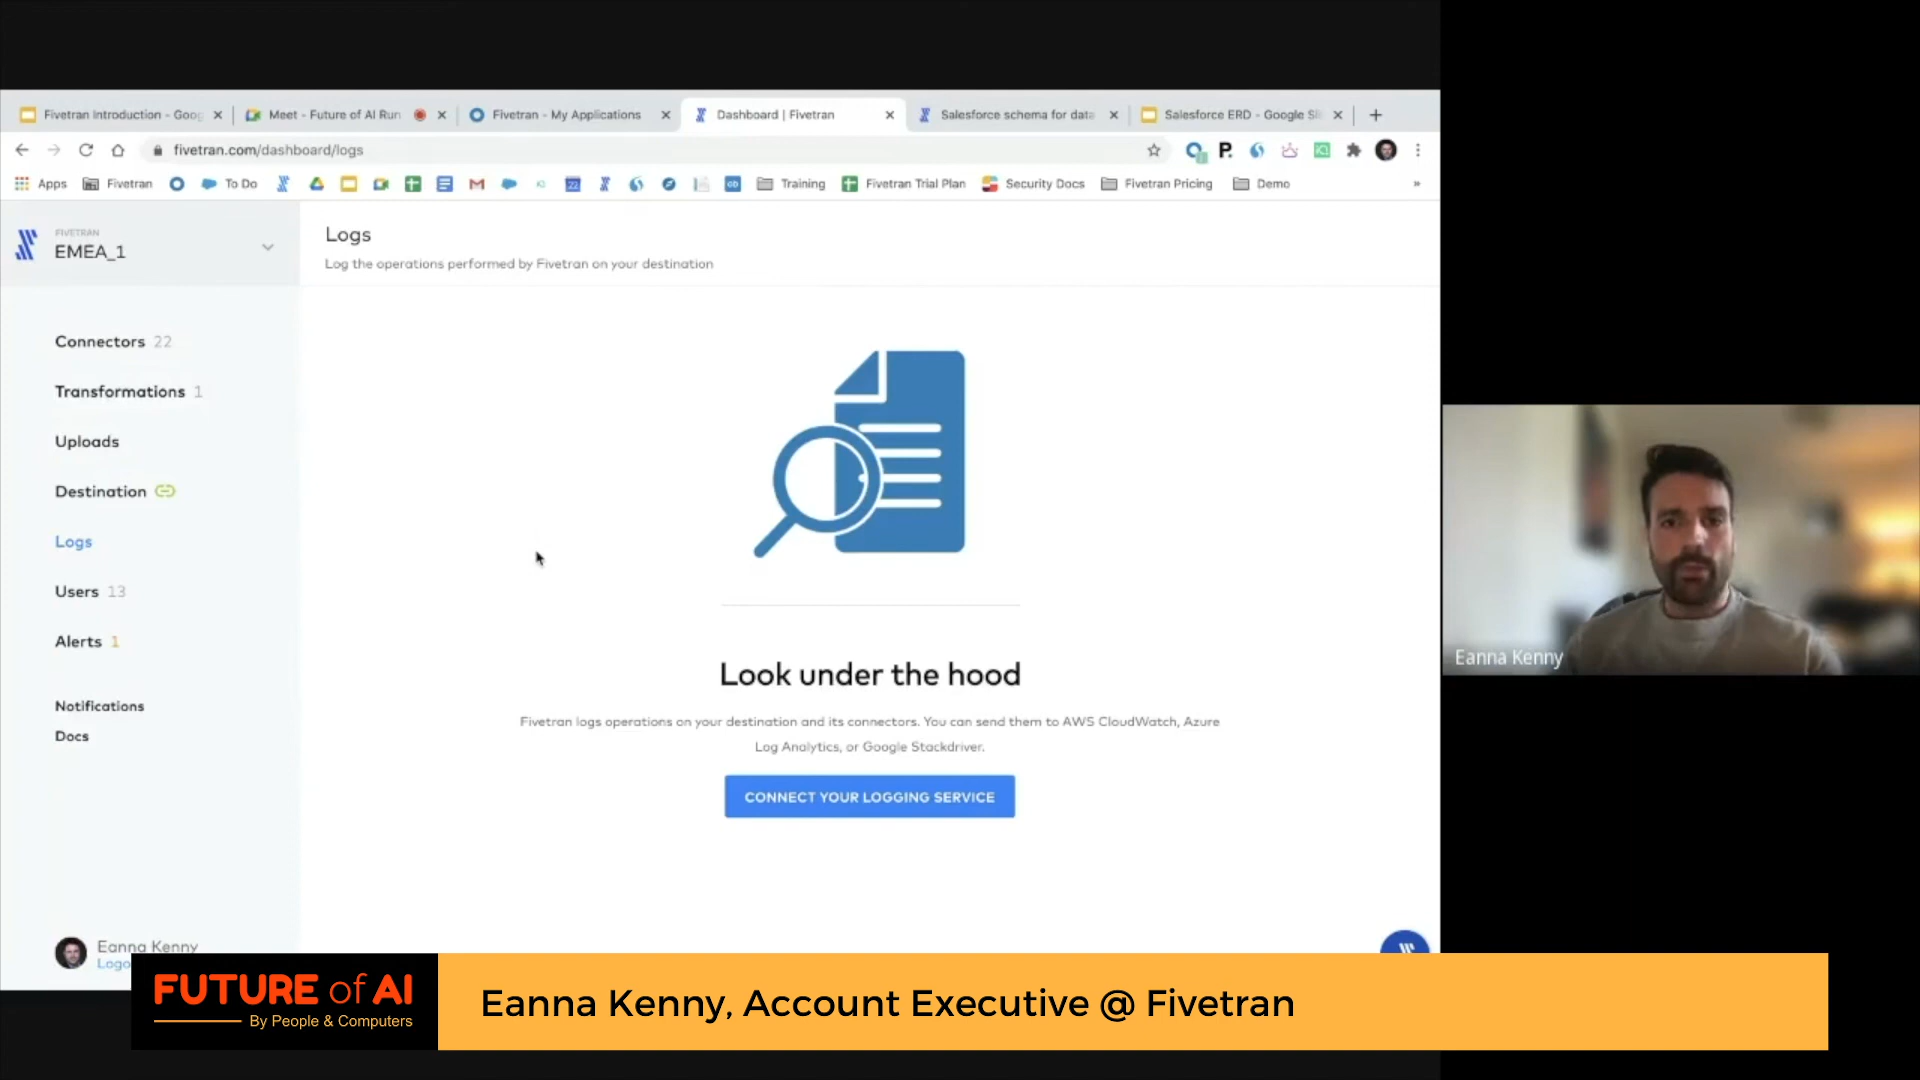 Fivetran Introduction - Goog
Meet - Future of AI Run
Fivetran - My Applications
Dashboard | Fivetran
Salesforce schema for data
Salesforce ERD - Google Sli
fivetran.com/dashboard/logs
Apps
Fivetran
To Do
Training
Fivetran Trial Plan
Security Docs
Fivetran Pricing
Demo
»
FIVETRAN
EMEA_1
Logs
Log the operations performed by Fivetran on your destination
Connectors 22
Transformations 1
Uploads
Destination
Logs
Users 13
Alerts 1
Notifications
Docs
Look under the hood
Fivetran logs operations on your destination and its connectors. You can send them to AWS CloudWatch, Azure
Log Analytics, or Google Stackdriver.
CONNECT YOUR LOGGING SERVICE
Eanna Kenny
Logo
Eanna Kenny
FUTURE of AI
By People & Computers
Eanna Kenny, Account Executive @ Fivetran